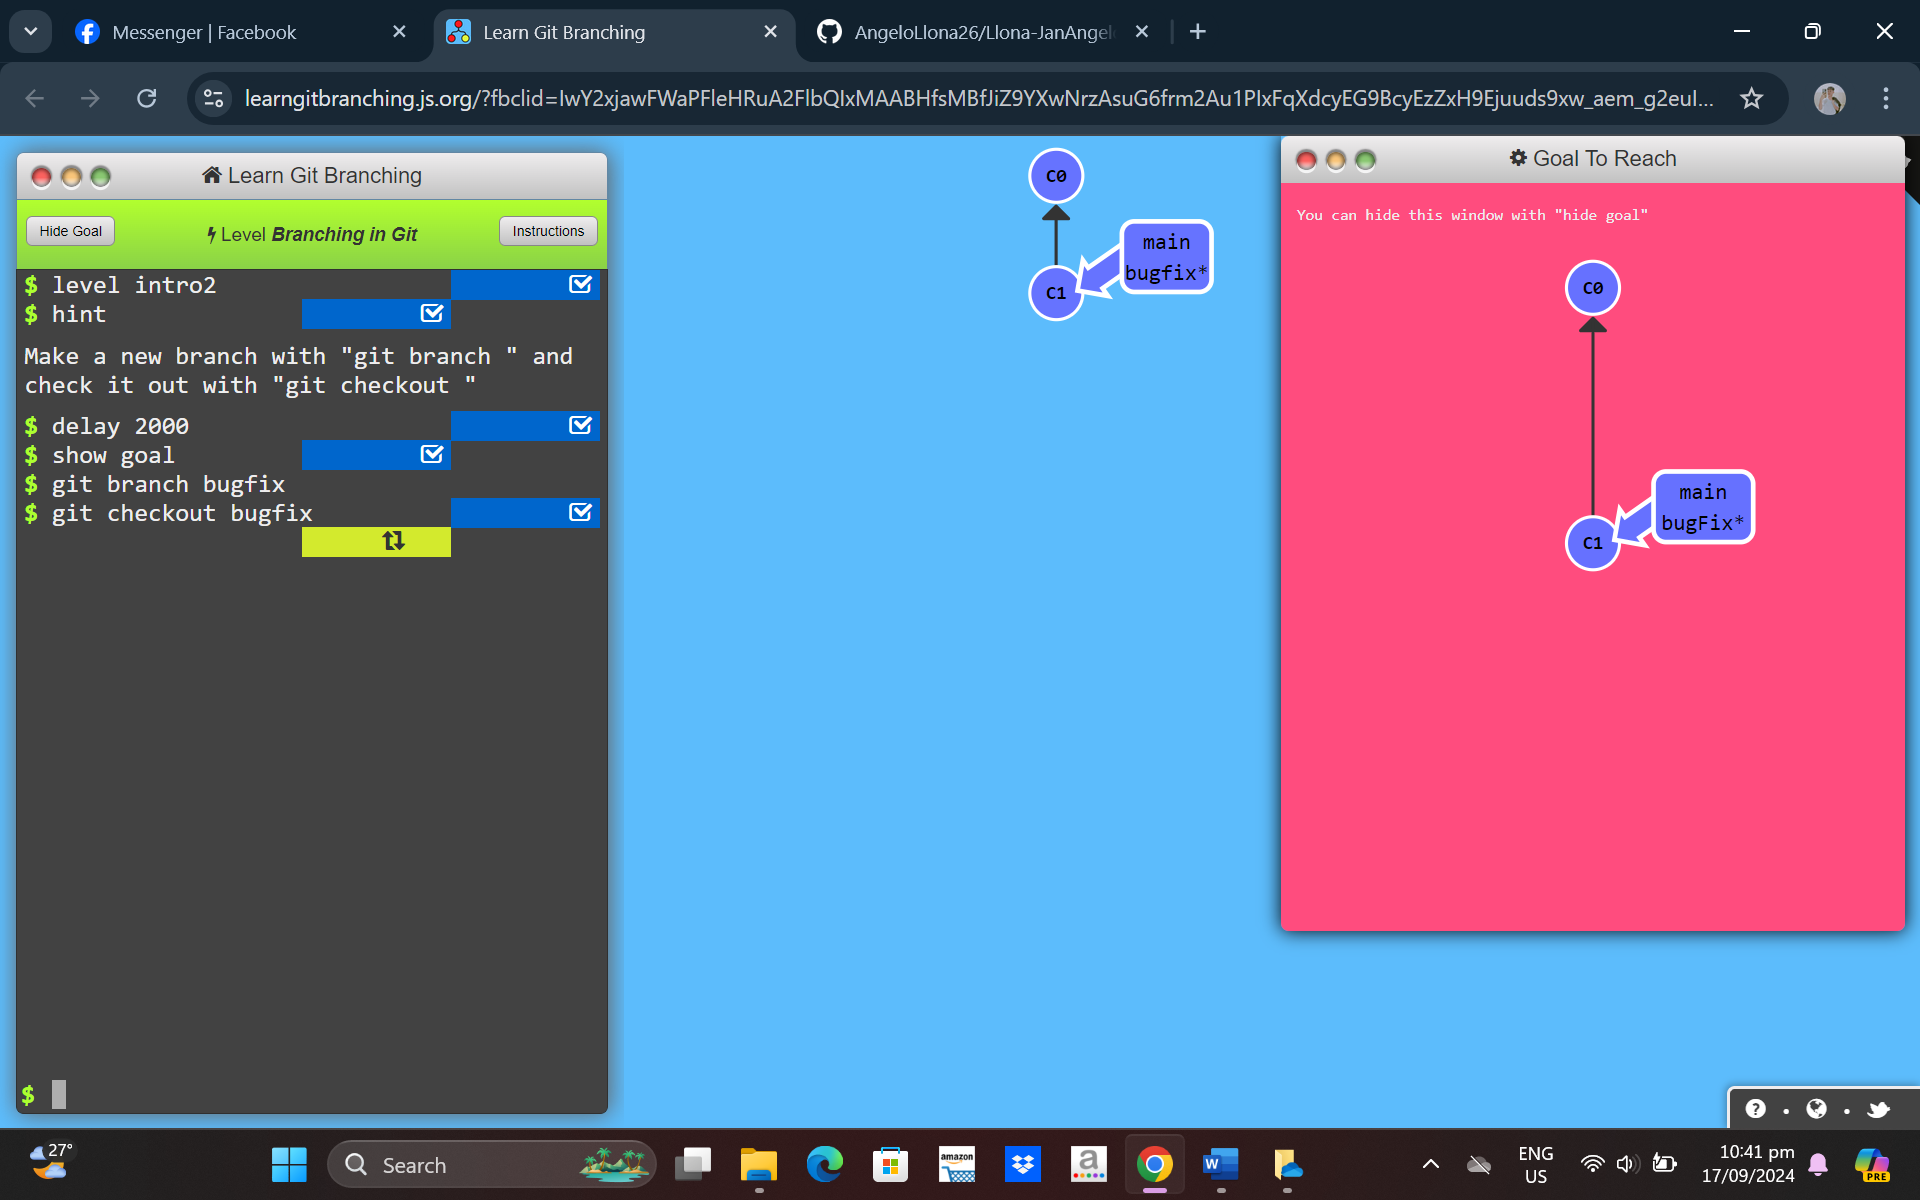 Messenger | Facebook
Learn Git Branching
AngeloLlona26/Llona-JanAngel
learngitbranching.js.org/?fbclid=IwY2xjawFWaPFleHRuA2FlbQIxMAABHfsMBfJiZ9YXwNrzAsuG6frm2Au1PIxFqXdcyEG9BcyEzZxH9Ejuuds9xw_aem_g2euI...
Learn Git Branching
Hide Goal
Level Branching in Git
Instructions
$ level intro2
$ hint
Make a new branch with "git branch " and
check it out with "git checkout "
$ delay 2000
$ show goal
$ git branch bugfix
$ git checkout bugfix
$
C0
C1
main
bugfix*
Goal To Reach
You can hide this window with "hide goal"
C0
C1
main
bugFix*
27°
Search
amazon
W
a
PRE
ENG
US
10:41 pm
17/09/2024